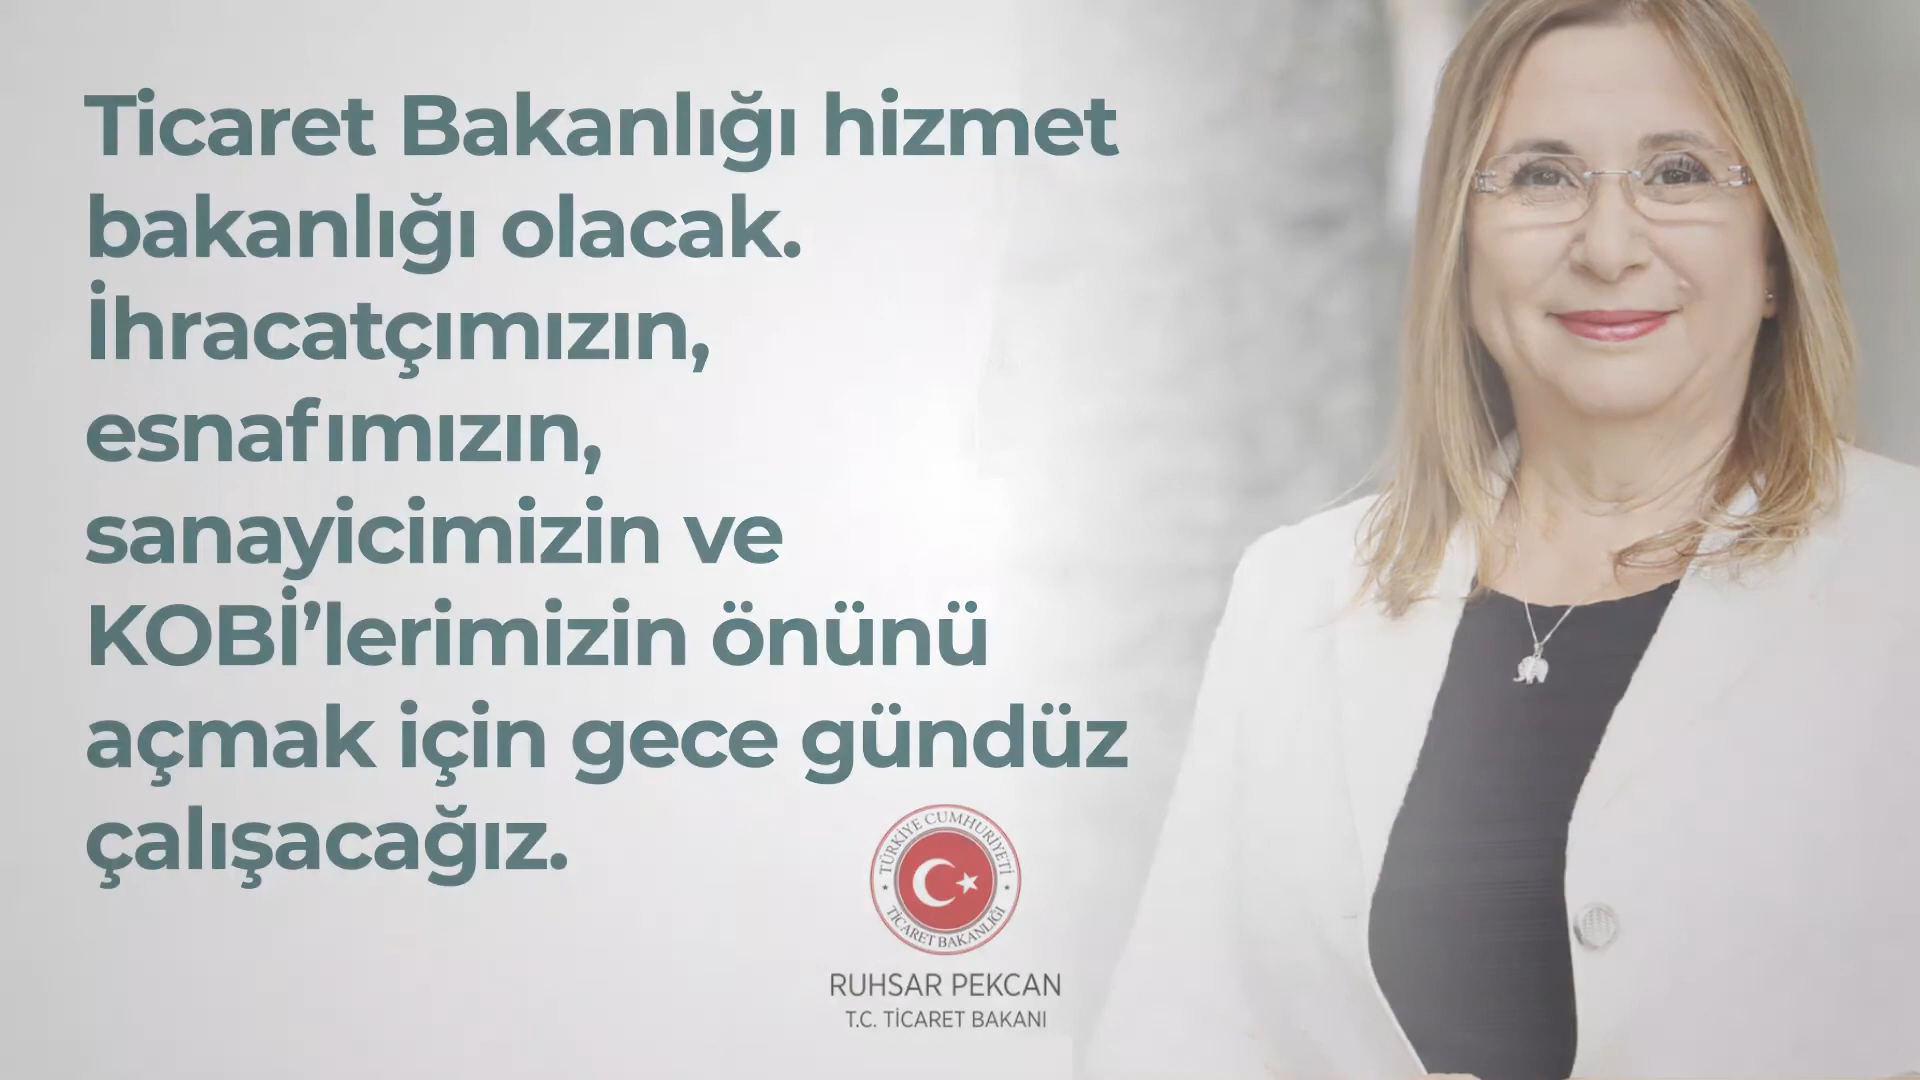 Ticaret Bakanlığı hizmet
bakanlığı olacak.
İhracatçımızın,
esnafımızın,
sanayicimizin ve
KOBİ’lerimizin önünü
açmak için gece gündüz
çalışacağız.
TÜRKİYE CUMHURİYETİ
TİCARET BAKANLIĞI
RUHSAR PEKCAN
T.C. TİCARET BAKANI